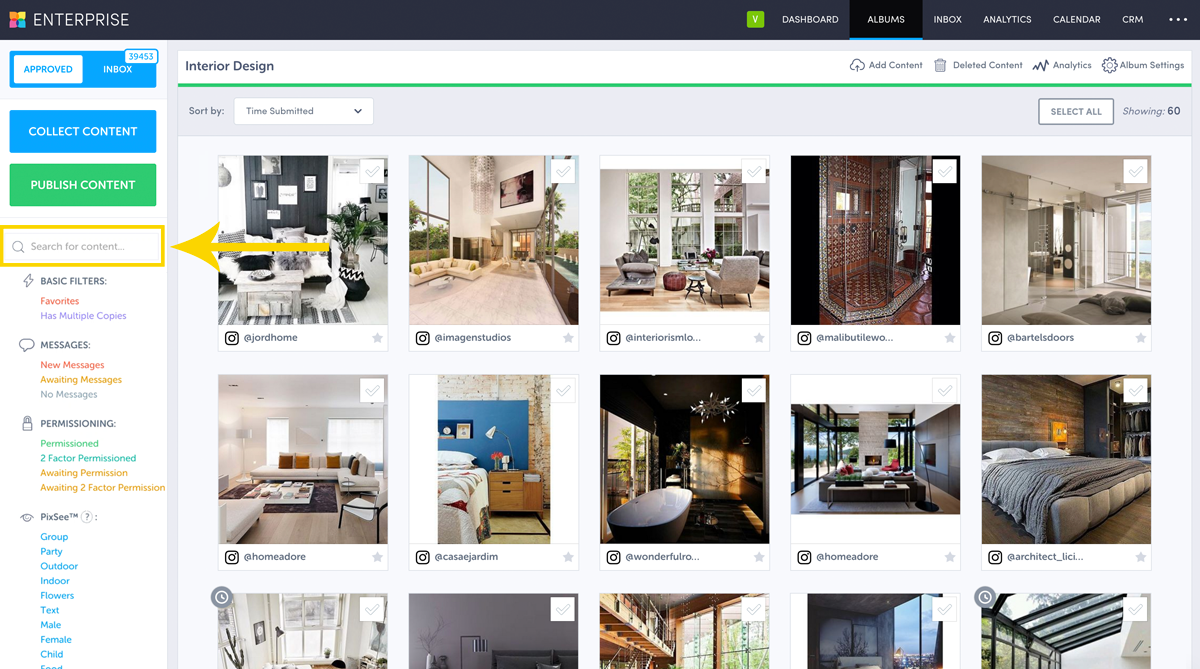 ENTERPRISE
V
DASHBOARD
ALBUMS
INBOX
ANALYTICS
CALENDAR
CRM
39453
APPROVED
INBOX
COLLECT CONTENT
PUBLISH CONTENT
Search for content...
BASIC FILTERS:
Favorites
Has Multiple Copies
MESSAGES:
New Messages
Awaiting Messages
No Messages
PERMISSIONING:
Permissioned
2 Factor Permissioned
Awaiting Permission
Awaiting 2 Factor Permission
PixSee™ ? :
Group
Party
Outdoor
Indoor
Flowers
Text
Male
Female
Child
Food
Interior Design
Add Content
Deleted Content
Analytics
Album Settings
Sort by:
Time Submitted
SELECT ALL
Showing: 60
@jordhome
@imagenstudios
@interiorismlo...
@malibutilewo...
@bartelsdoors
@homeadore
@casaejardim
@wonderfulro...
@homeadore
@architect_lici...